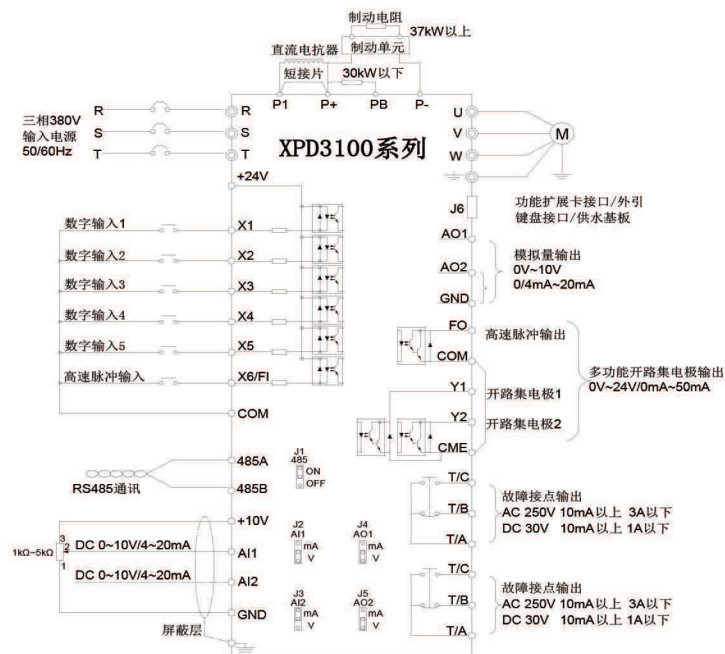 制动电阻
37kW以上
直流电抗器
制动单元
短接片
30kW以下
P1
P+
PB
P-
三相380V
输入电源
50/60Hz
R
S
T
R
S
T
XPD3100系列
U
V
W
M
+24V
J6
功能扩展卡接口/外引
键盘接口/供水基板
数字输入1
X1
数字输入2
X2
数字输入3
X3
数字输入4
X4
数字输入5
X5
高速脉冲输入
X6/FI
COM
AO1
AO2
GND
模拟量输出
0V~10V
0/4mA~20mA
FO
高速脉冲输出
COM
Y1
开路集电极1
Y2
开路集电极2
CME
多功能开路集电极输出
0V~24V/0mA~50mA
RS485通讯
485A
485B
J1
485
ON
OFF
T/C
T/B
T/A
故障接点输出
AC 250V 10mA以上 3A以下
DC 30V 10mA以上 1A以下
+10V
1kΩ~5kΩ
3
2
1
DC 0~10V/4~20mA
AI1
DC 0~10V/4~20mA
AI2
GND
屏蔽层
J2
AI1
mA
V
J4
AO1
mA
V
J3
AI2
mA
V
J5
AO2
mA
V
T/C
T/B
T/A
故障接点输出
AC 250V 10mA以上 3A以下
DC 30V 10mA以上 1A以下